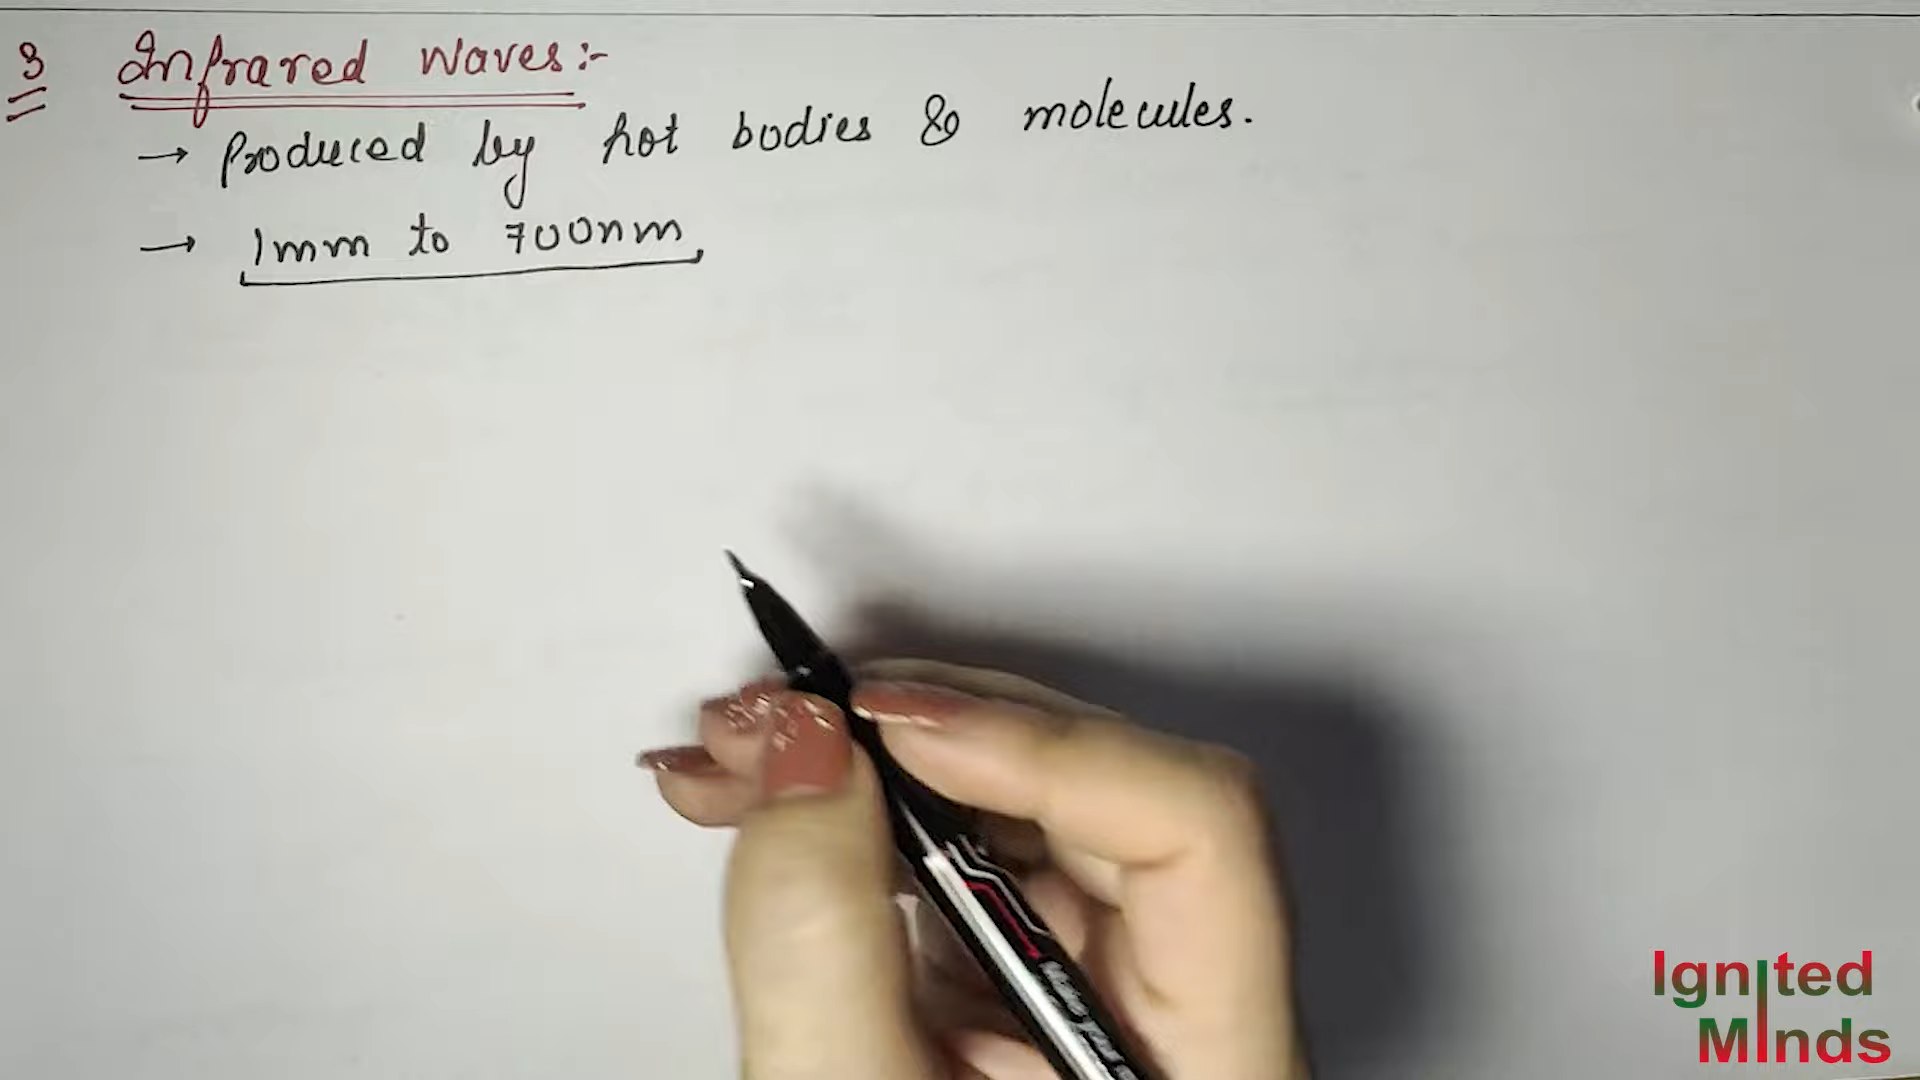 3 Infrared Waves:-
→ Produced by hot bodies & molecules.
→ 1mm to 700nm
Ignited
Minds